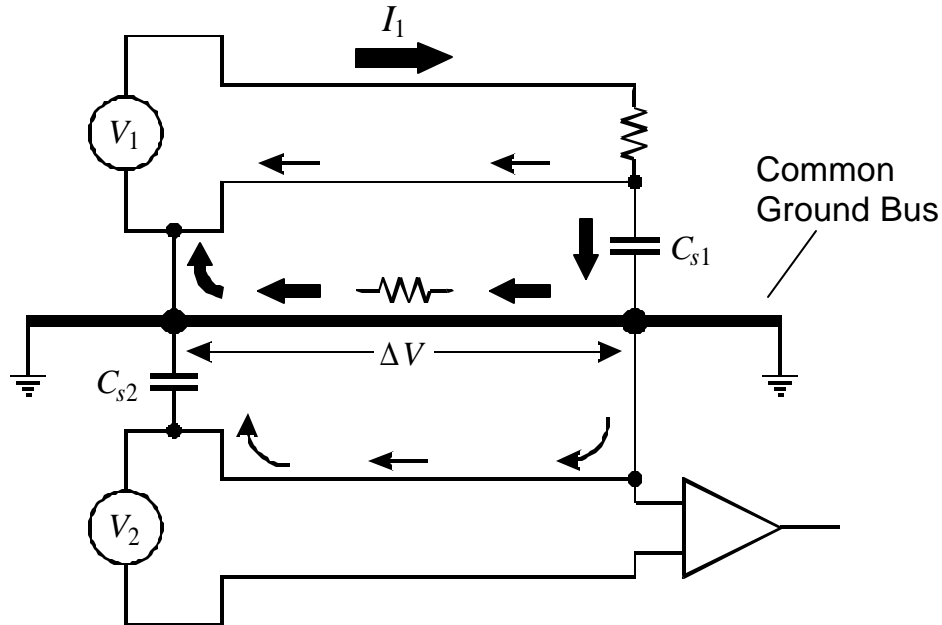 I₁
V₁
Common
Ground Bus
Cₛ₁
ΔV
Cₛ₂
V₂